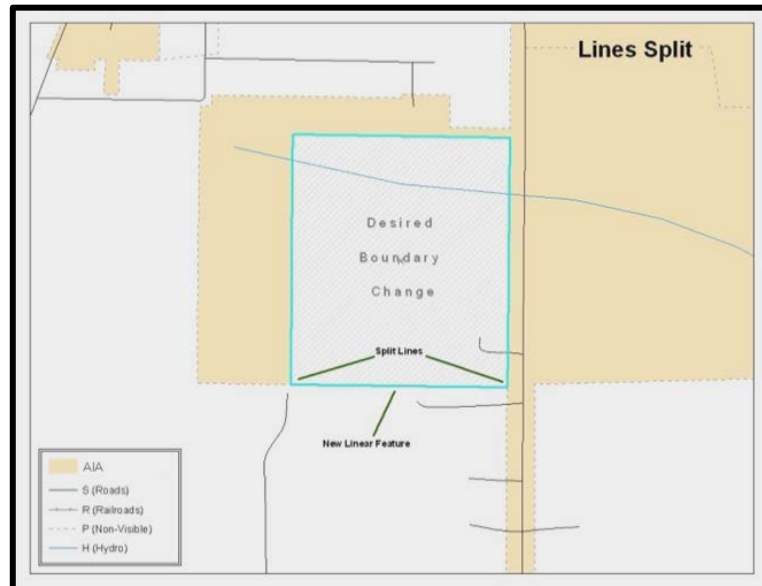 Lines Split
Desired
Boundary
Change
Split Lines
New Linear Feature
AIA
S (Roads)
R (Railroads)
P (Non-Visible)
H (Hydro)